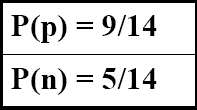 P(p) = 9/14
P(n) = 5/14